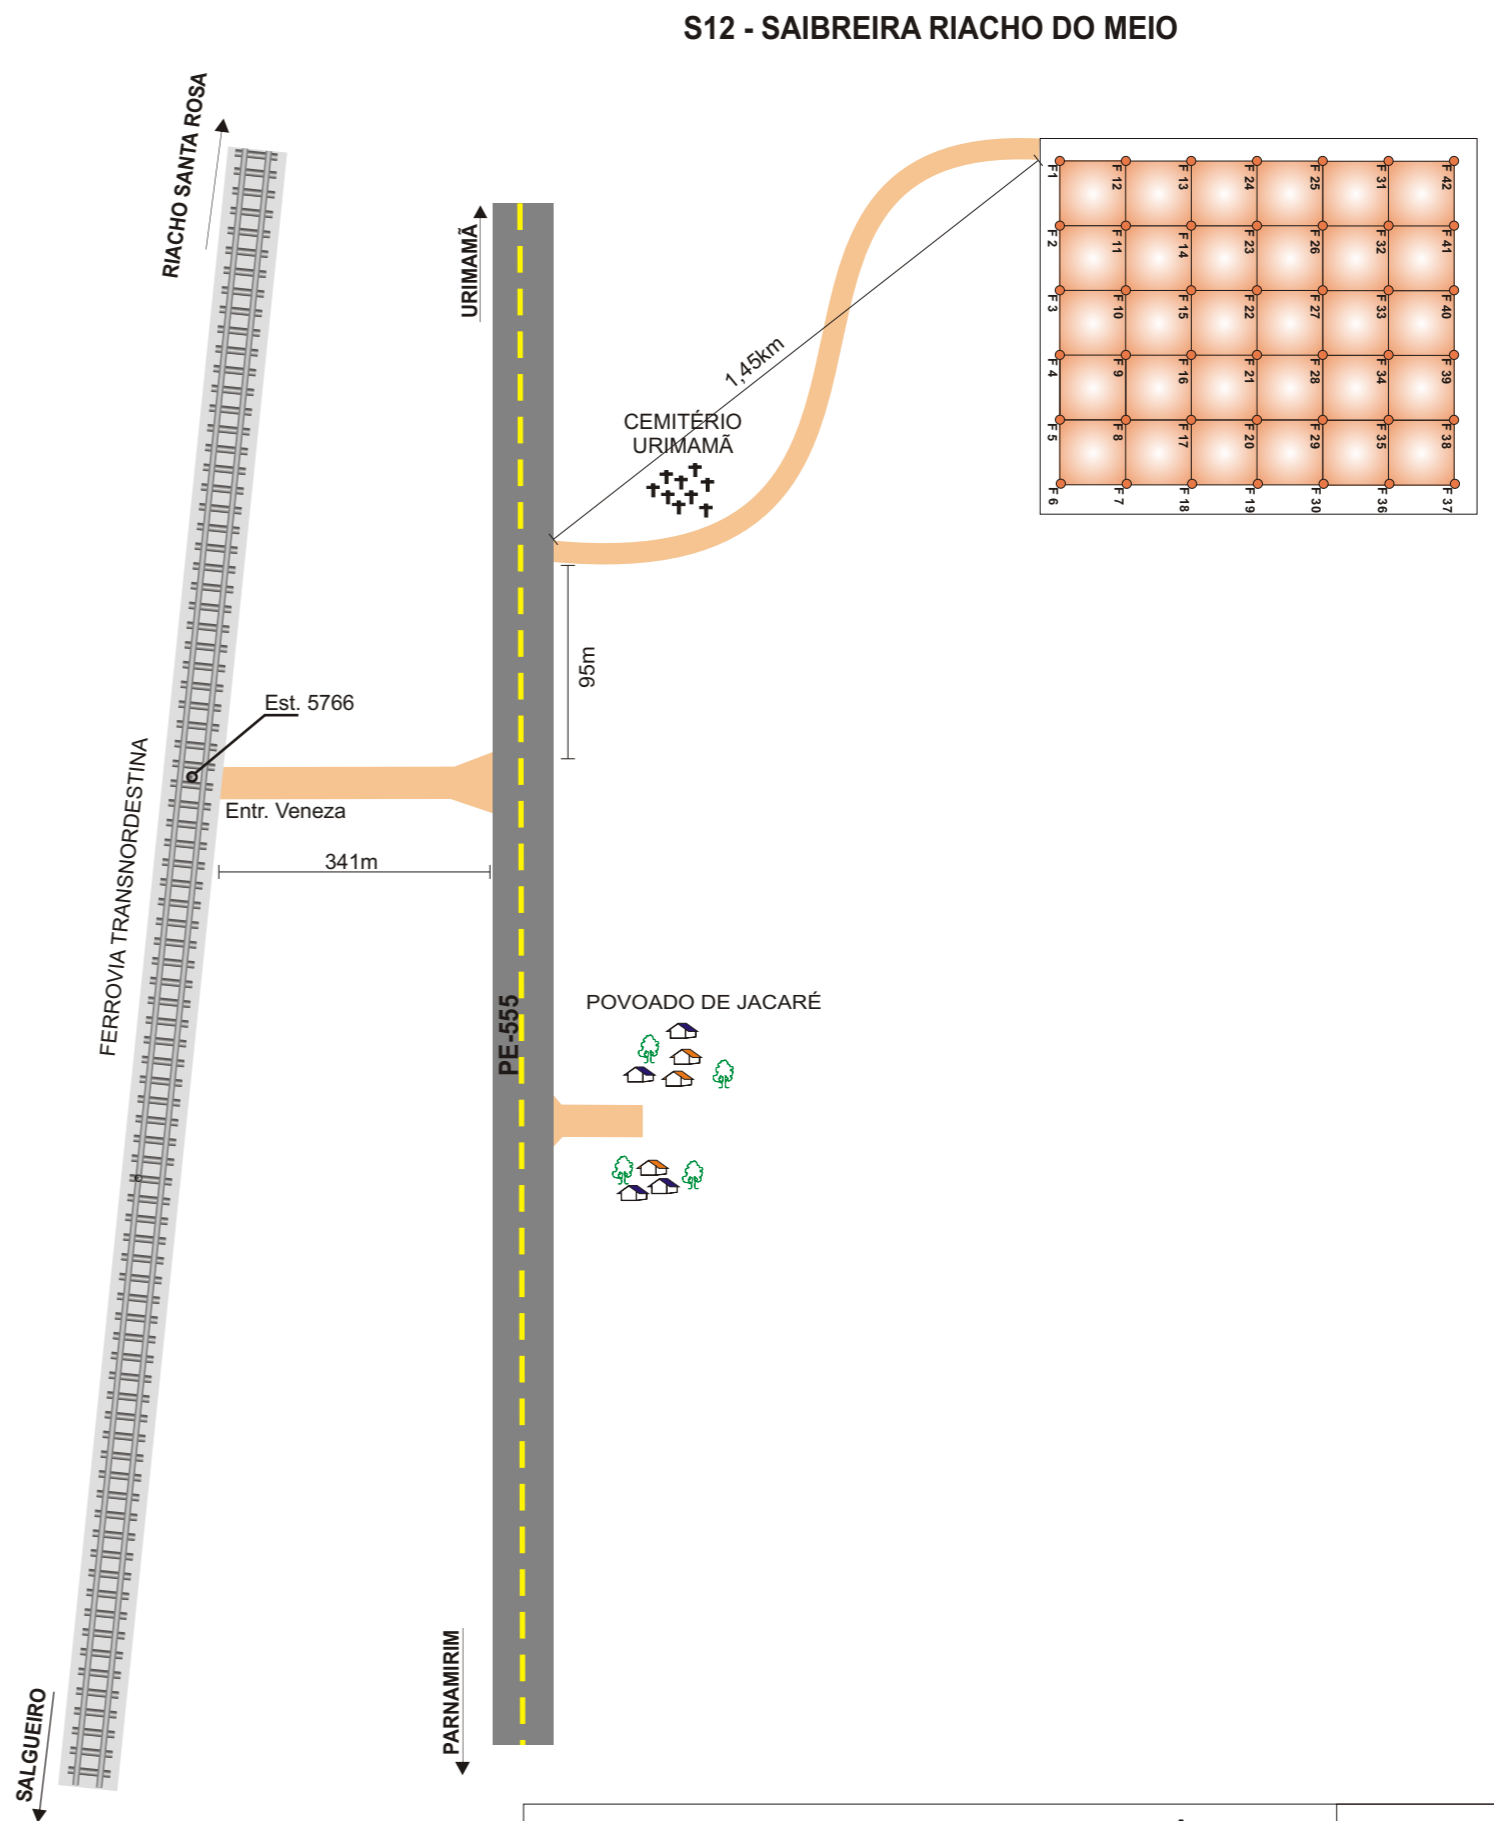 S12 - SAIBREIRA RIACHO DO MEIO
RIACHO SANTA ROSA
URIMAMÃ
F1
F 12
F 13
F 24
F 25
F 31
F 42
F 2
F 11
F 14
F 23
F 26
F 32
F 41
F 3
F 10
F 15
F 22
F 27
F 33
F 40
F 4
F 9
F 16
F 21
F 28
F 34
F 39
F 5
F 8
F 17
F 20
F 29
F 35
F 38
F 6
F 7
F 18
F 19
F 30
F 36
F 37
1,45km
CEMITÉRIO
URIMAMÃ
95m
Est. 5766
Entr. Veneza
341m
FERROVIA TRANSNORDESTINA
PE-555
POVOADO DE JACARÉ
PARNAMIRIM
SALGUEIRO